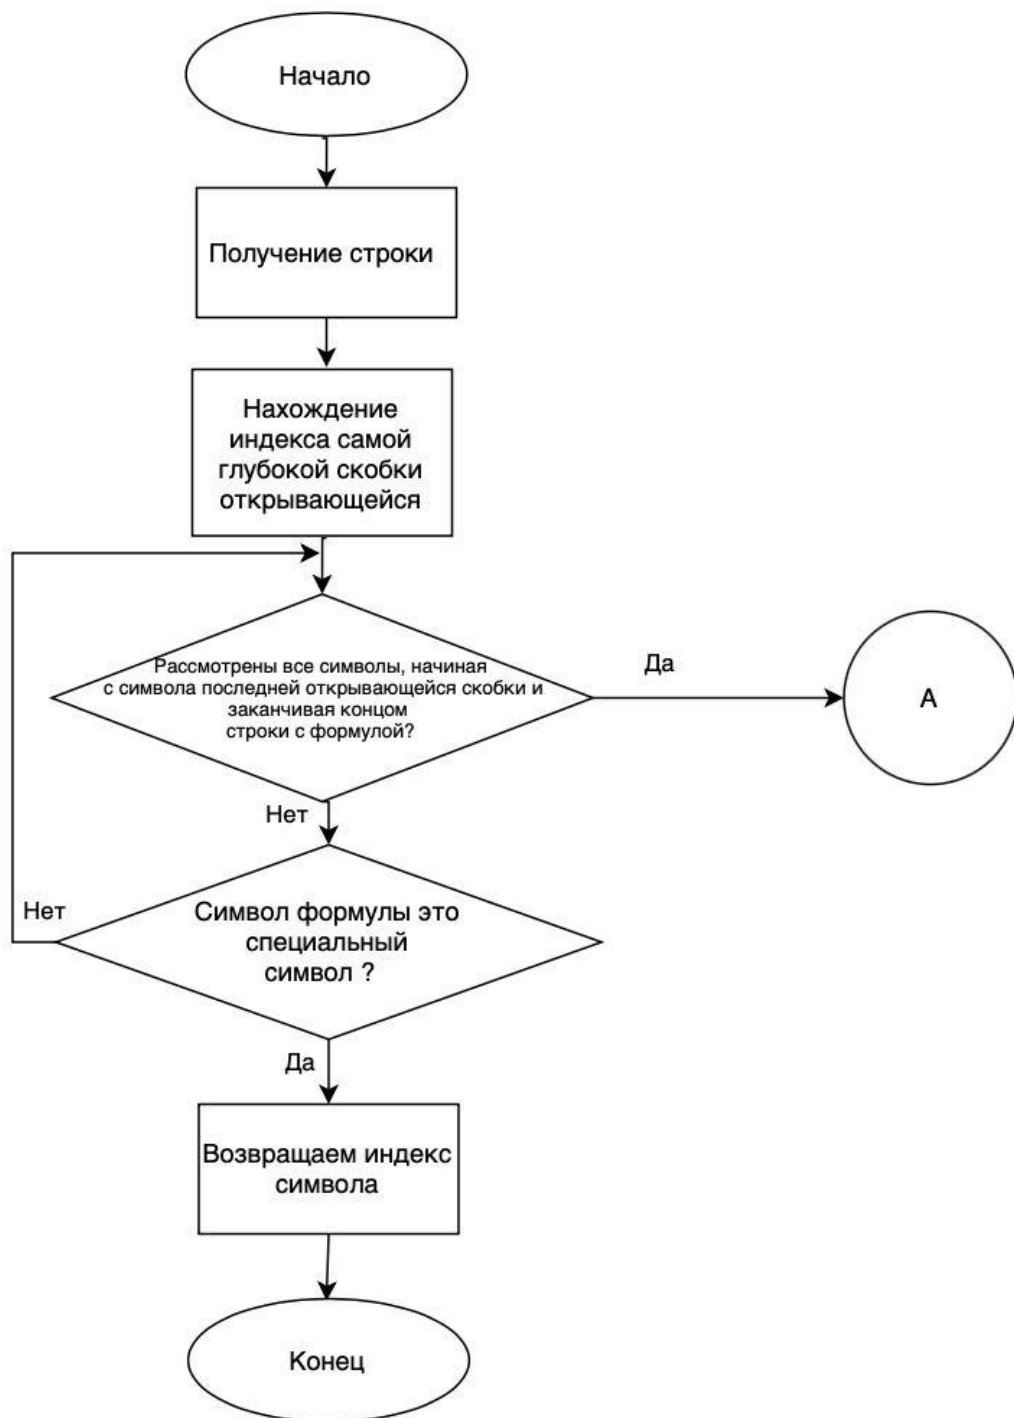 Начало
Получение строки
Нахождение
индекса самой
глубокой скобки
открывающейся
Рассмотрены все символы, начиная
с символа последней открывающейся скобки и
заканчивая концом
строки с формулой?
Да
А
Нет
Нет
Символ формулы это
специальный
символ ?
Да
Возвращаем индекс
символа
Конец